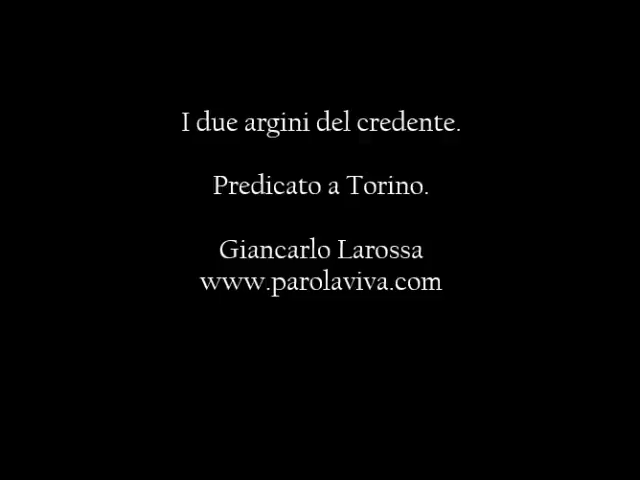 I due argini del credente.
Predicato a Torino.
Giancarlo Larossa
www.parolaviva.com